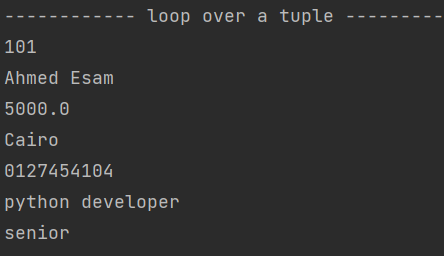 ------------ loop over a tuple ---------
101
Ahmed Esam
5000.0
Cairo
0127454104
python developer
senior